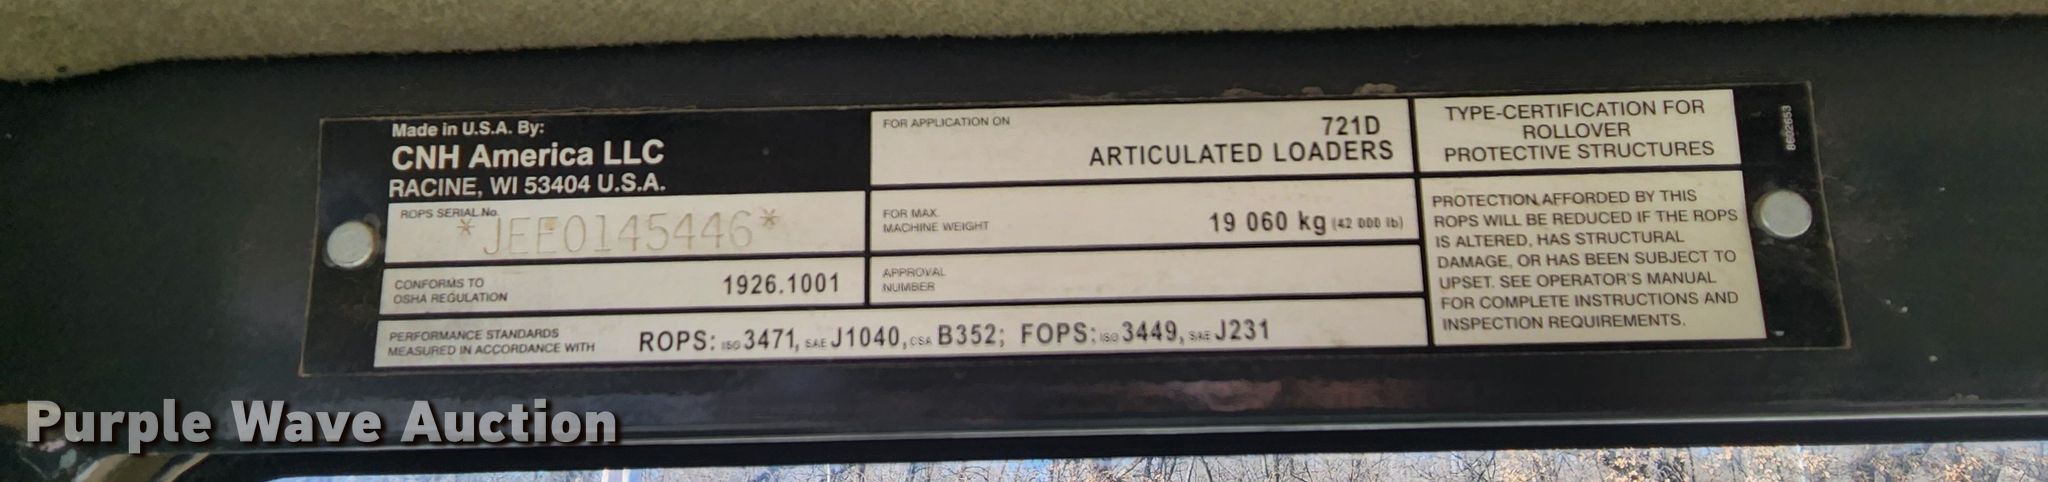 Made in U.S.A. By:
CNH America LLC
RACINE, WI 53404 U.S.A.
ROPS SERIAL No.
*JEE0145446*
CONFORMS TO
OSHA REGULATION
1926.1001
FOR APPLICATION ON
721D
ARTICULATED LOADERS
FOR MAX.
MACHINE WEIGHT
19 060 kg (42 000 lb)
APPROVAL
NUMBER
PERFORMANCE STANDARDS
MEASURED IN ACCORDANCE WITH
ROPS: ISO 3471, SAE J1040, CSA B352; FOPS: ISO 3449, SAE J231
TYPE-CERTIFICATION FOR
ROLLOVER
PROTECTIVE STRUCTURES
PROTECTION AFFORDED BY THIS
ROPS WILL BE REDUCED IF THE ROPS
IS ALTERED, HAS STRUCTURAL
DAMAGE, OR HAS BEEN SUBJECT TO
UPSET. SEE OPERATOR'S MANUAL
FOR COMPLETE INSTRUCTIONS AND
INSPECTION REQUIREMENTS.
8602653
Purple Wave Auction